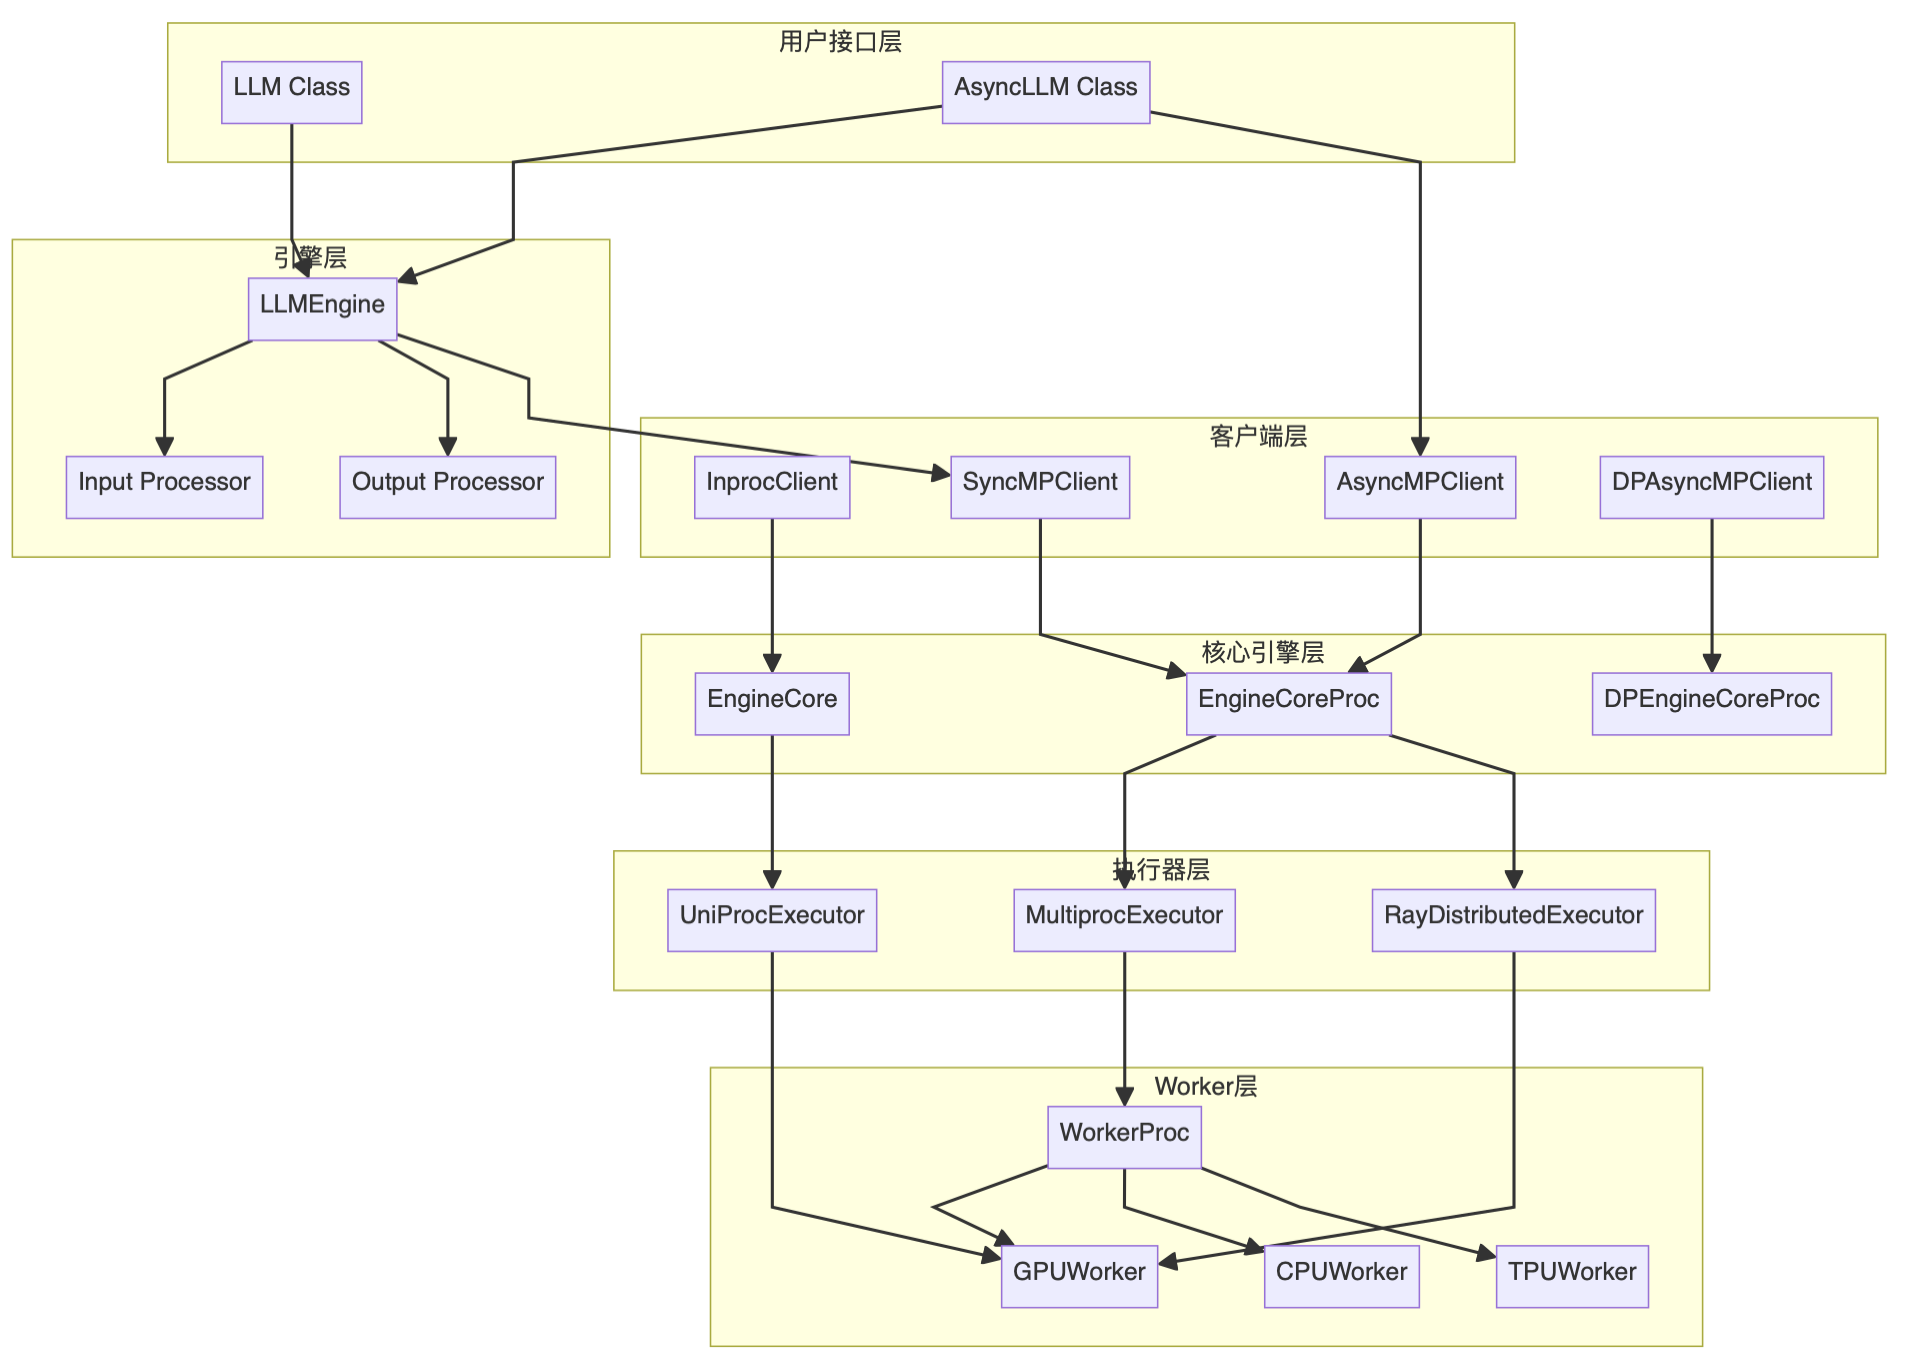 用户接口层
LLM Class
AsyncLLM Class
引擎层
LLMEngine
Input Processor
Output Processor
客户端层
InprocClient
SyncMPClient
AsyncMPClient
DPAsyncMPClient
核心引擎层
EngineCore
EngineCoreProc
DPEngineCoreProc
执行器层
UniProcExecutor
MultiprocExecutor
RayDistributedExecutor
Worker层
WorkerProc
GPUWorker
CPUWorker
TPUWorker